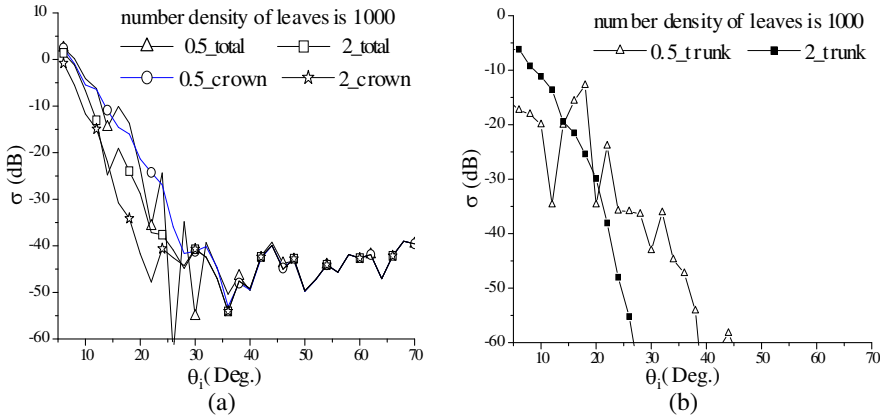 number density of leaves is 1000
0.5_total
2_total
0.5_crown
2_crown
σ (dB)
10
0
-10
-20
-30
-40
-50
-60
10
20
30
40
50
60
70
θi(Deg.)
(a)
number density of leaves is 1000
0.5_trunk
2_trunk
σ (dB)
0
-10
-20
-30
-40
-50
-60
10
20
30
40
50
60
70
θi(Deg.)
(b)